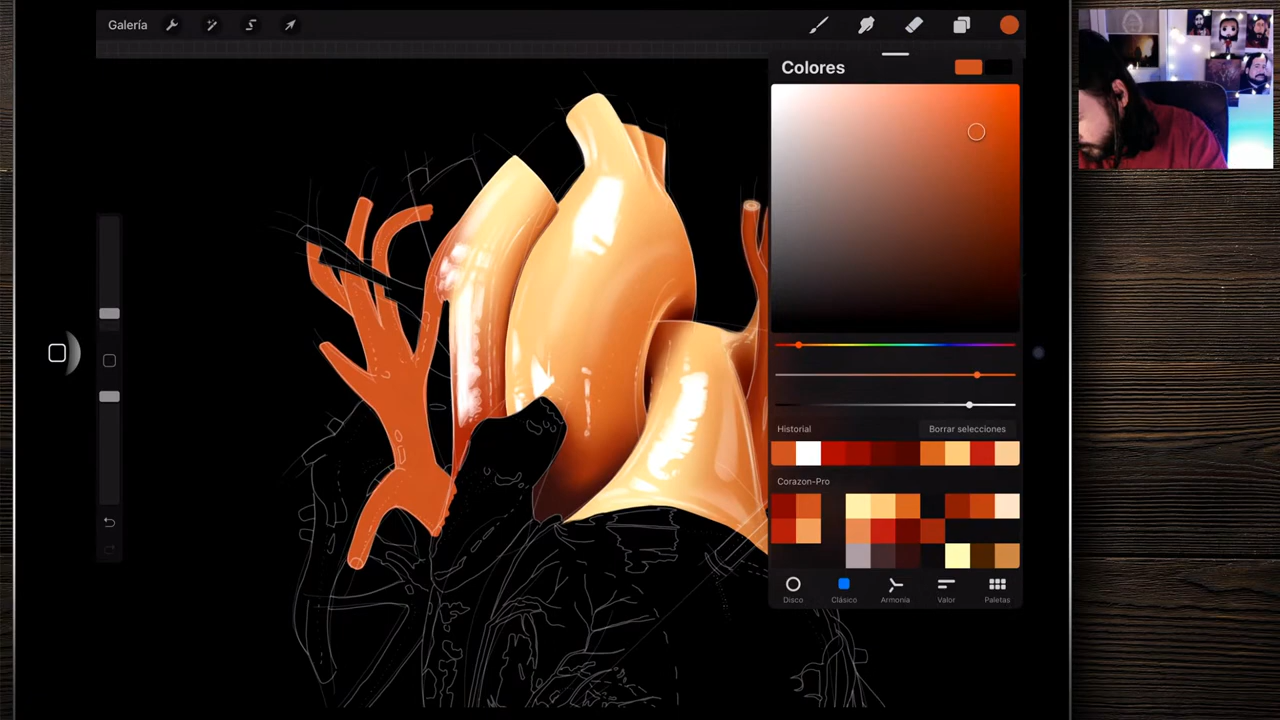 Galería
Colores
Historial
Borrar selecciones
Corazon-Pro
Disco
Clásico
Armonía
Valor
Paletas